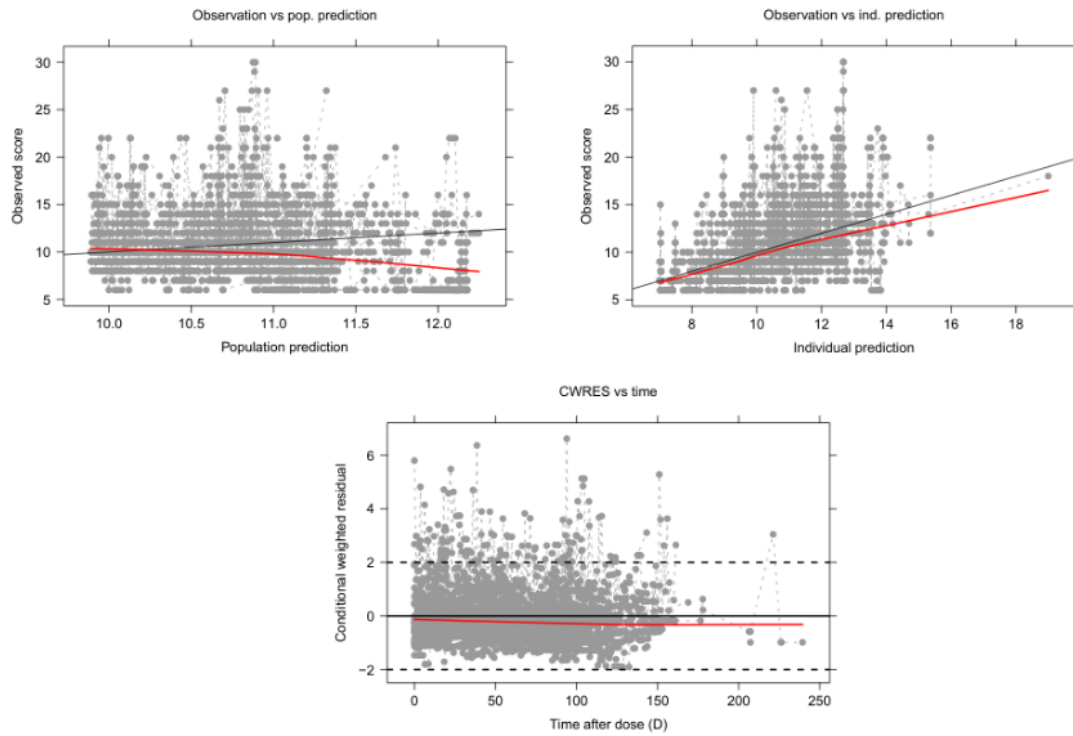 Observation vs pop. prediction
30
25
20
15
10
5
Observed score
10.0 10.5 11.0 11.5 12.0
Population prediction
Observation vs ind. prediction
30
25
20
15
10
5
Observed score
8 10 12 14 16 18
Individual prediction
CWRES vs time
6
4
2
0
−2
Conditional weighted residual
0 50 100 150 200 250
Time after dose (D)